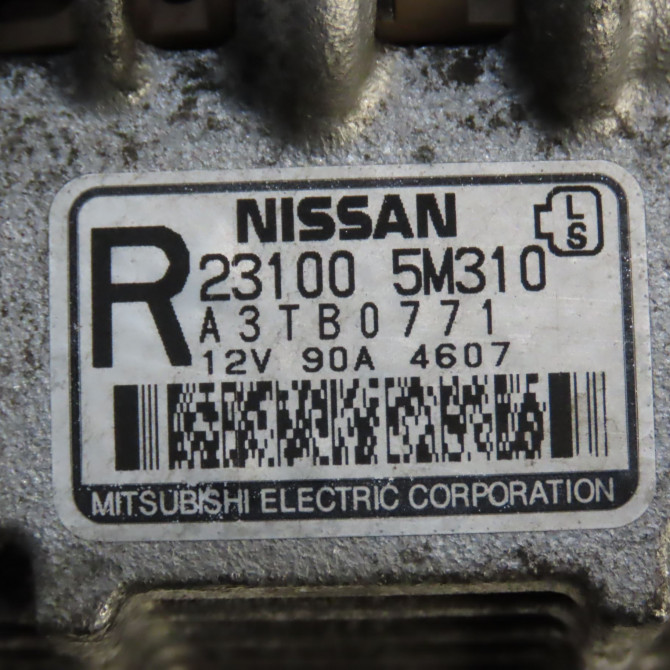 NISSAN
L
S
R
23100 5M310
A3TB0771
12V 90A 4607
MITSUBISHI ELECTRIC CORPORATION